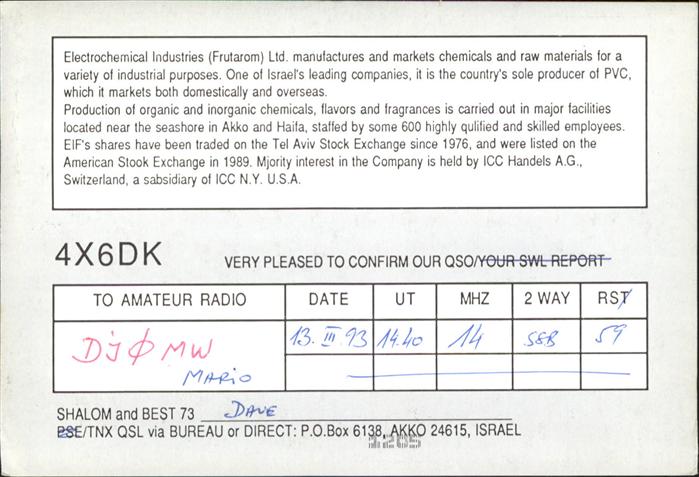 Electrochemical Industries (Frutarom) Ltd. manufactures and markets chemicals and raw materials for a
variety of industrial purposes. One of Israel's leading companies, it is the country's sole producer of PVC,
which it markets both domestically and overseas.
Production of organic and inorganic chemicals, flavors and fragrances is carried out in major facilities
located near the seashore in Akko and Haifa, staffed by some 600 highly qulified and skilled employees.
EIF's shares have been traded on the Tel Aviv Stock Exchange since 1976, and were listed on the
American Stook Exchange in 1989. Mjority interest in the Company is held by ICC Handels A.G.,
Switzerland, a sabsidiary of ICC N.Y. U.S.A.
4X6DK VERY PLEASED TO CONFIRM OUR QSO/YOUR SWL REPORT
TO AMATEUR RADIO DATE UT MHZ 2 WAY RST
DJØMW 13. III. 93 14.40 14 SSB 59
MARIO
SHALOM and BEST 73 DAVE
PSE/TNX QSL via BUREAU or DIRECT: P.O.Box 6138, AKKO 24615, ISRAEL
1205